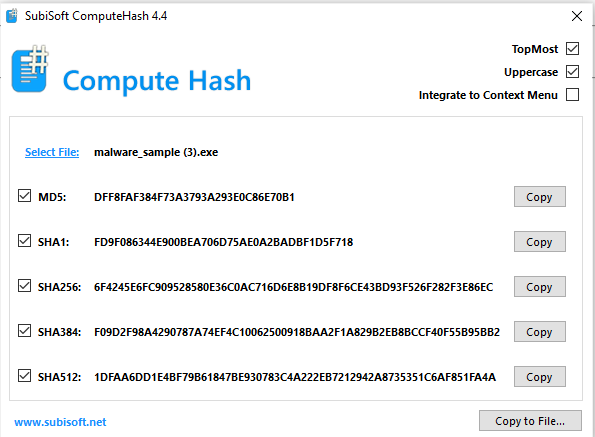 SubiSoft ComputeHash 4.4
TopMost
Uppercase
Integrate to Context Menu
Compute Hash
Select File: malware_sample (3).exe
MD5: DFF8FAF384F73A3793A293E0C86E70B1 Copy
SHA1: FD9F086344E900BEA706D75AE0A2BADBF1D5F718 Copy
SHA256: 6F4245E6FC909528580E36C0AC716D6E8B19DF8F6CE43BD93F526F282F3E86EC Copy
SHA384: F09D2F98A4290787A74EF4C10062500918BAA2F1A829B2EB8BCCF40F55B95BB2 Copy
SHA512: 1DFAA6DD1E4BF79B61847BE930783C4A222EB7212942A8735351C6AF851FA4A Copy
www.subisoft.net
Copy to File...